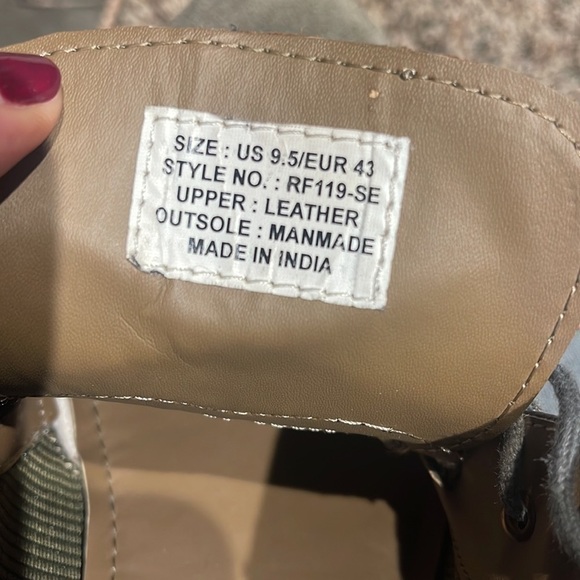 SIZE : US 9.5/EUR 43
STYLE NO. : RF119-SE
UPPER : LEATHER
OUTSOLE : MANMADE
MADE IN INDIA